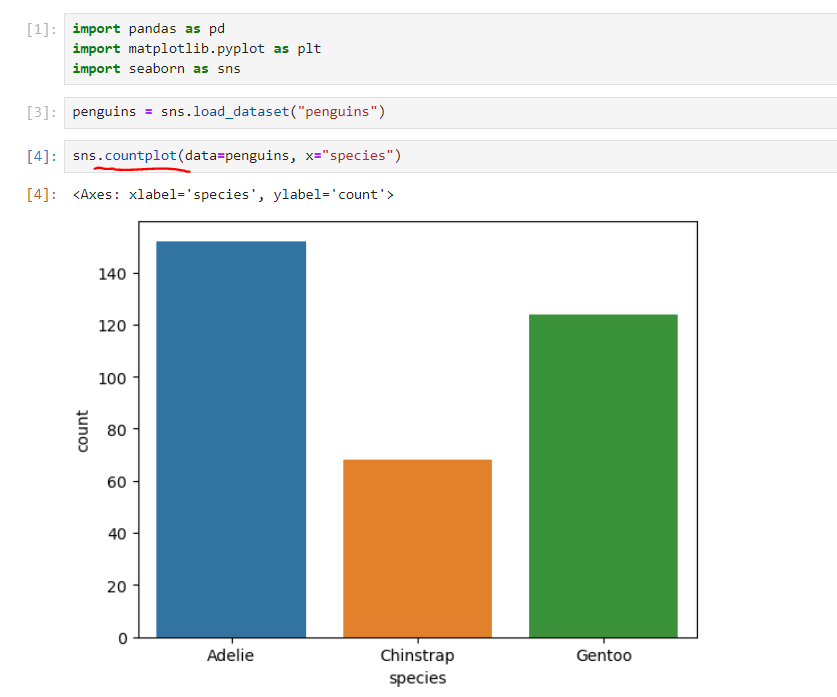 [1]: import pandas as pd
import matplotlib.pyplot as plt
import seaborn as sns
[3]: penguins = sns.load_dataset("penguins")
[4]: sns.countplot(data=penguins, x="species")
[4]: <Axes: xlabel='species', ylabel='count'>
140
120
100
80
60
40
20
0
count
Adelie Chinstrap Gentoo
species